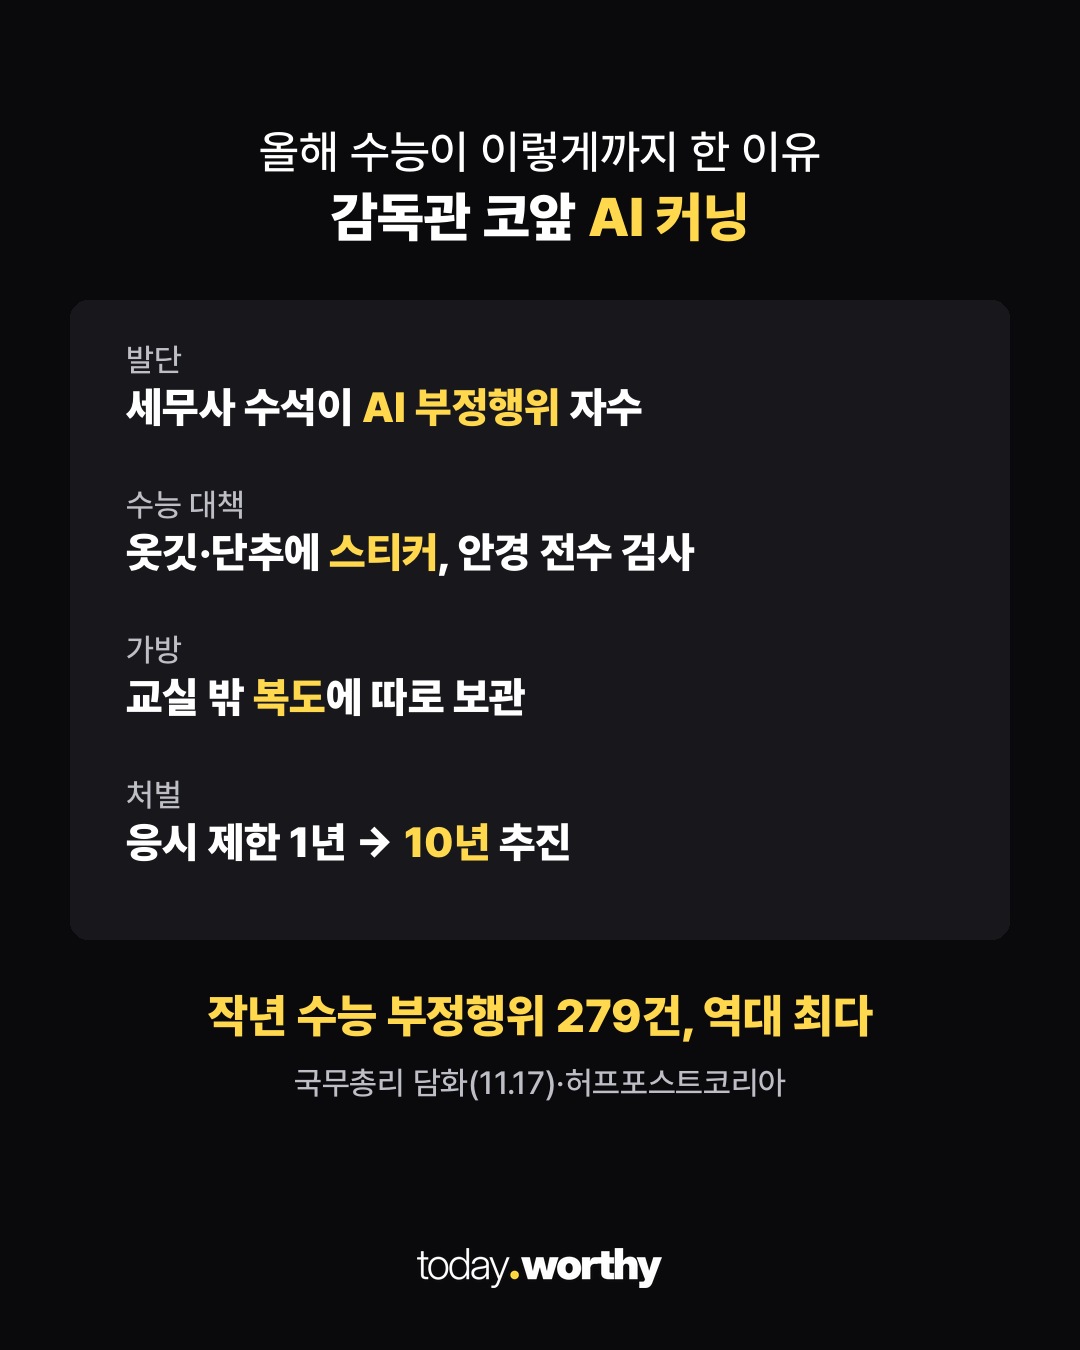 올해 수능이 이렇게까지 한 이유
감독관 코앞 AI 커닝
발단
세무사 수석이 AI 부정행위 자수
수능 대책
옷깃·단추에 스티커, 안경 전수 검사
가방
교실 밖 복도에 따로 보관
처벌
응시 제한 1년 → 10년 추진
작년 수능 부정행위 279건, 역대 최다
국무총리 담화(11.17)·허프포스트코리아
today.worthy